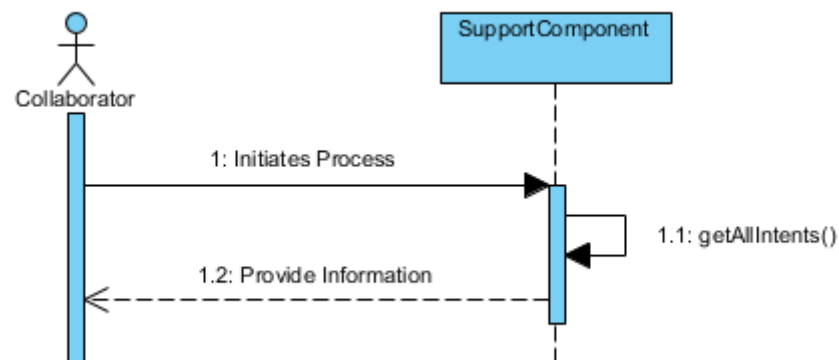 SupportComponent
Collaborator
1: Initiates Process
1.1: getAllIntents()
1.2: Provide Information